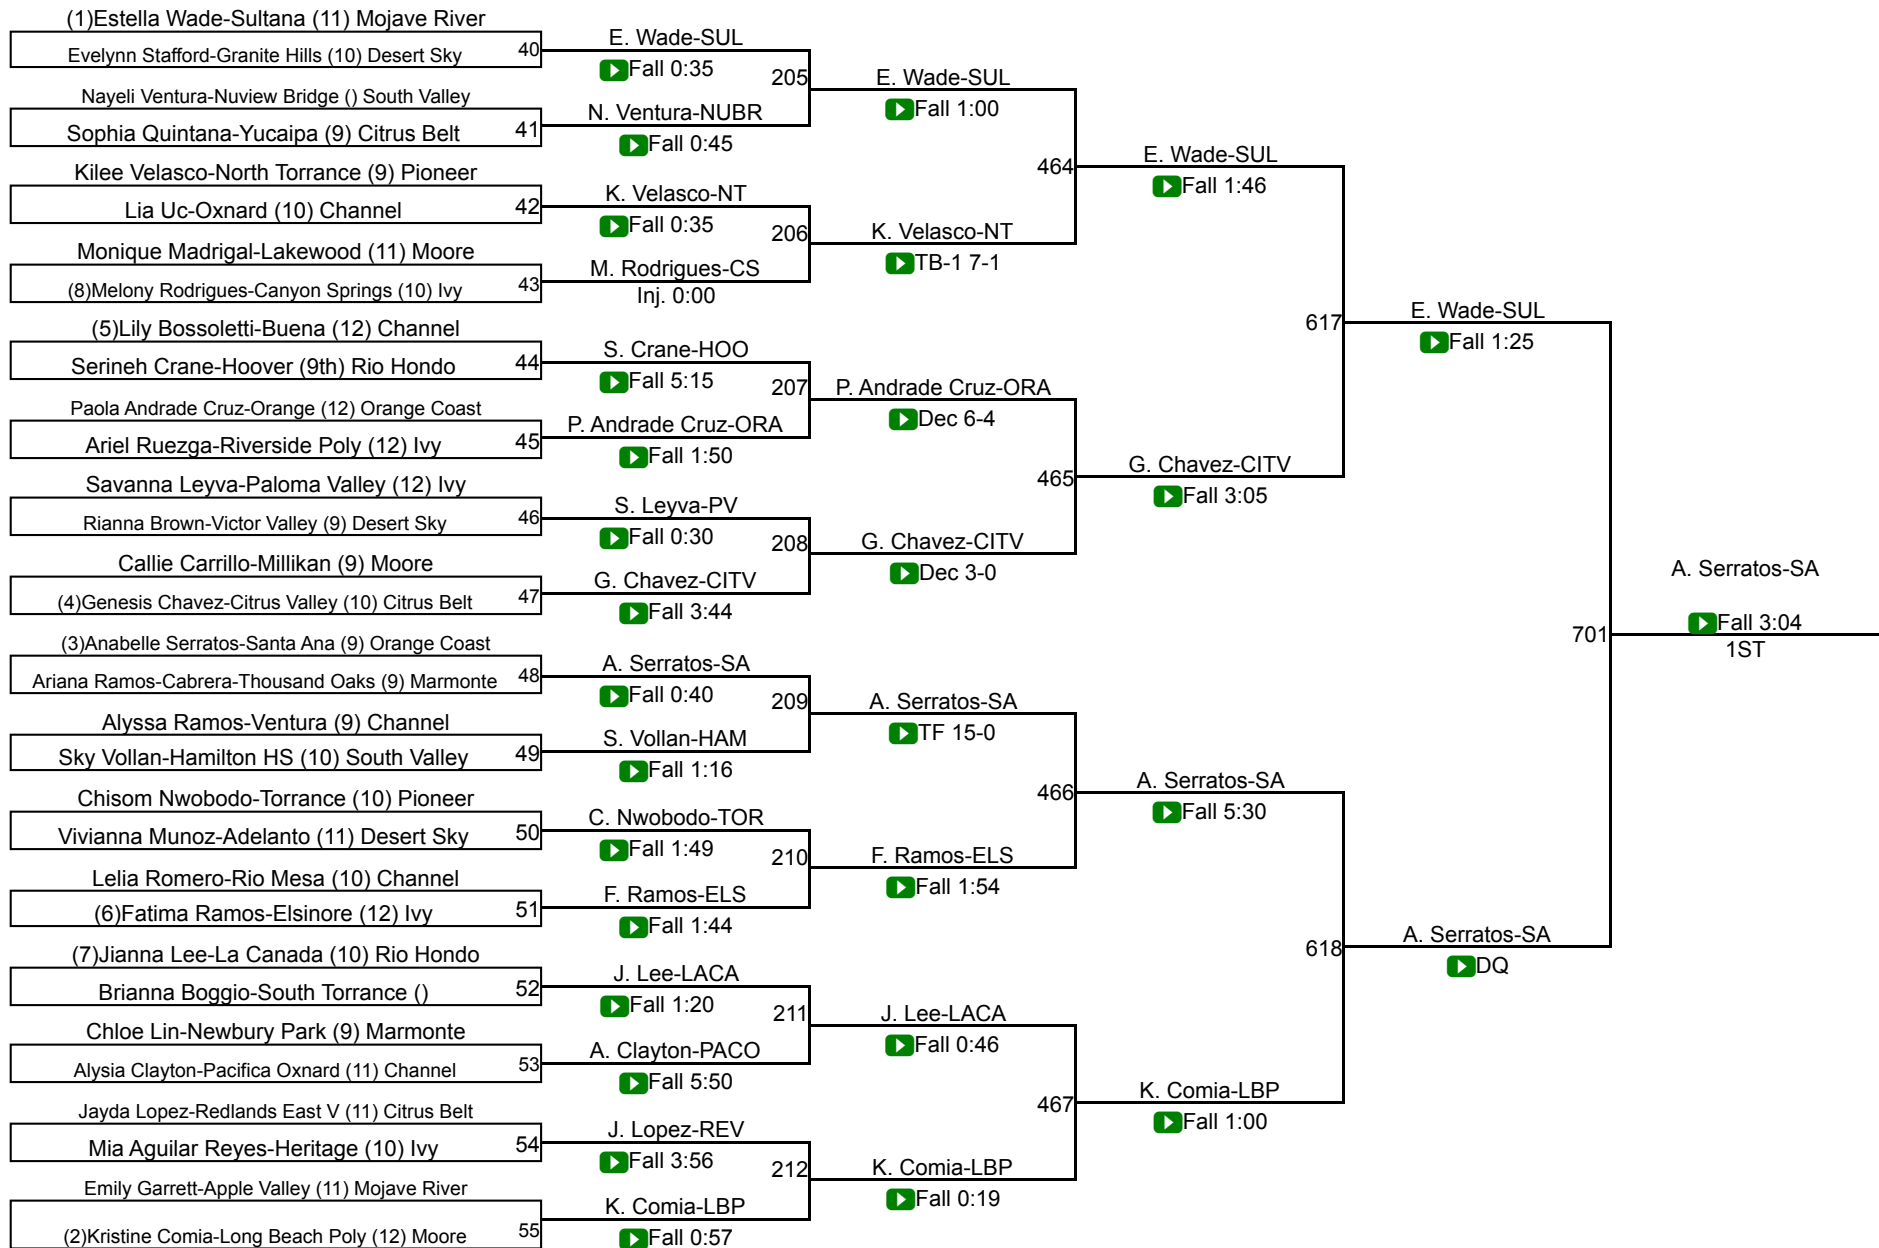 (1)Estella Wade-Sultana (11) Mojave River
Evelynn Stafford-Granite Hills (10) Desert Sky
40
Nayeli Ventura-Nuview Bridge () South Valley
Sophia Quintana-Yucaipa (9) Citrus Belt
41
Kilee Velasco-North Torrance (9) Pioneer
Lia Uc-Oxnard (10) Channel
42
Monique Madrigal-Lakewood (11) Moore
(8)Melony Rodrigues-Canyon Springs (10) Ivy
43
(5)Lily Bossoletti-Buena (12) Channel
Serineh Crane-Hoover (9th) Rio Hondo
44
Paola Andrade Cruz-Orange (12) Orange Coast
Ariel Ruezga-Riverside Poly (12) Ivy
45
Savanna Leyva-Paloma Valley (12) Ivy
Rianna Brown-Victor Valley (9) Desert Sky
46
Callie Carrillo-Millikan (9) Moore
(4)Genesis Chavez-Citrus Valley (10) Citrus Belt
47
(3)Anabelle Serratos-Santa Ana (9) Orange Coast
Ariana Ramos-Cabrera-Thousand Oaks (9) Marmonte
48
Alyssa Ramos-Ventura (9) Channel
Sky Vollan-Hamilton HS (10) South Valley
49
Chisom Nwobodo-Torrance (10) Pioneer
Vivianna Munoz-Adelanto (11) Desert Sky
50
Lelia Romero-Rio Mesa (10) Channel
(6)Fatima Ramos-Elsinore (12) Ivy
51
(7)Jianna Lee-La Canada (10) Rio Hondo
Brianna Boggio-South Torrance ()
52
Chloe Lin-Newbury Park (9) Marmonte
Alysia Clayton-Pacifica Oxnard (11) Channel
53
Jayda Lopez-Redlands East V (11) Citrus Belt
Mia Aguilar Reyes-Heritage (10) Ivy
54
Emily Garrett-Apple Valley (11) Mojave River
(2)Kristine Comia-Long Beach Poly (12) Moore
55
E. Wade-SUL
Fall 0:35
205
N. Ventura-NUBR
Fall 0:45
K. Velasco-NT
Fall 0:35
206
M. Rodrigues-CS
Inj. 0:00
S. Crane-HOO
Fall 5:15
207
P. Andrade Cruz-ORA
Fall 1:50
S. Leyva-PV
Fall 0:30
208
G. Chavez-CITV
Fall 3:44
A. Serratos-SA
Fall 0:40
209
S. Vollan-HAM
Fall 1:16
C. Nwobodo-TOR
Fall 1:49
210
F. Ramos-ELS
Fall 1:44
J. Lee-LACA
Fall 1:20
211
A. Clayton-PACO
Fall 5:50
J. Lopez-REV
Fall 3:56
212
K. Comia-LBP
Fall 0:57
E. Wade-SUL
Fall 1:00
464
K. Velasco-NT
TB-1 7-1
P. Andrade Cruz-ORA
Dec 6-4
465
G. Chavez-CITV
Dec 3-0
A. Serratos-SA
TF 15-0
466
F. Ramos-ELS
Fall 1:54
J. Lee-LACA
Fall 0:46
467
K. Comia-LBP
Fall 0:19
E. Wade-SUL
Fall 1:46
617
G. Chavez-CITV
Fall 3:05
A. Serratos-SA
Fall 5:30
618
K. Comia-LBP
Fall 1:00
E. Wade-SUL
Fall 1:25
701
A. Serratos-SA
DQ
A. Serratos-SA
Fall 3:04
1ST